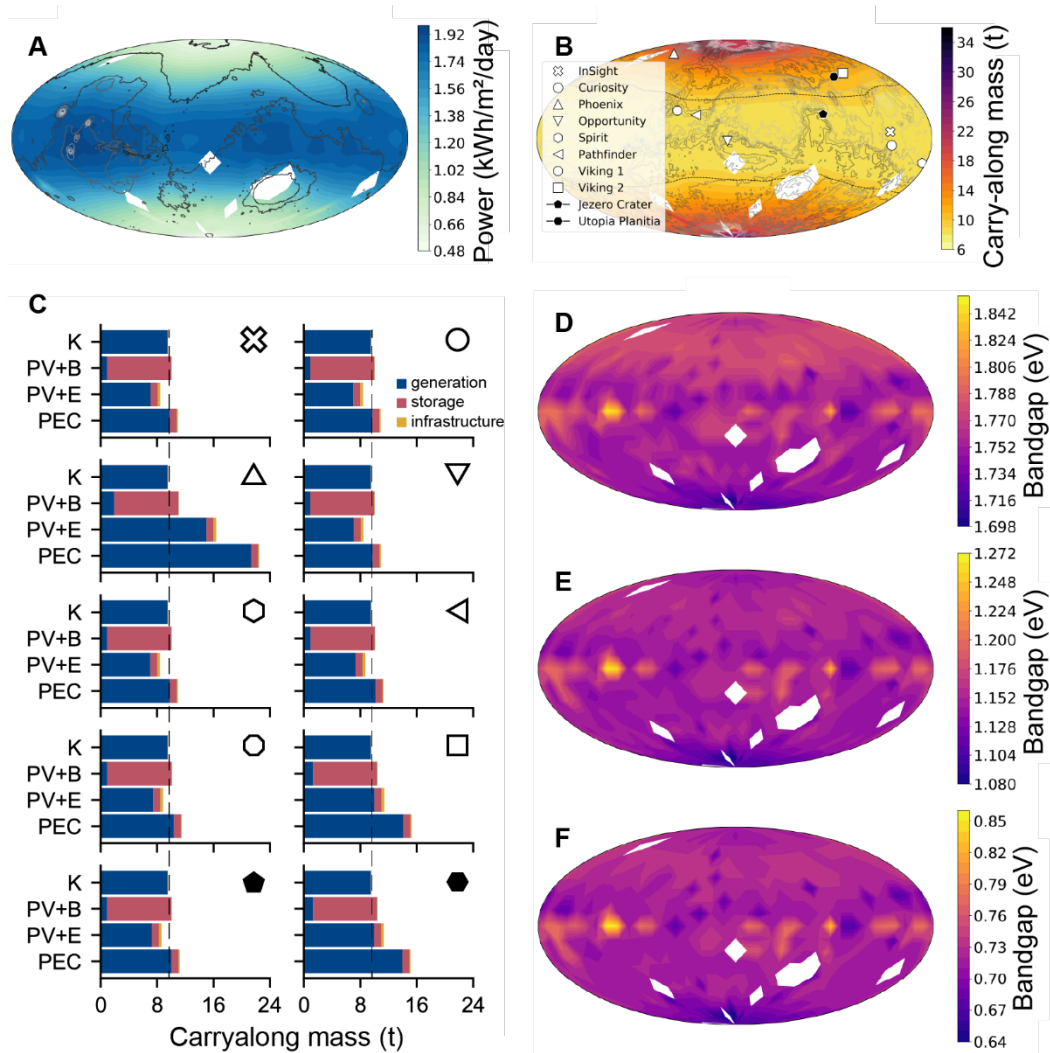 A
1.92
1.74
1.56
1.38
1.20
1.02
0.84
0.66
0.48
Power (kWh/m²/day)
B
InSight
Curiosity
Phoenix
Opportunity
Spirit
Pathfinder
Viking 1
Viking 2
Jezero Crater
Utopia Planitia
34
30
26
22
18
14
10
6
Carry-along mass (t)
C
K
PV+B
PV+E
PEC
generation
storage
infrastructure
K
PV+B
PV+E
PEC
K
PV+B
PV+E
PEC
K
PV+B
PV+E
PEC
K
PV+B
PV+E
PEC
0 8 16 24 0 8 16 24
Carryalong mass (t)
D
1.842
1.824
1.806
1.788
1.770
1.752
1.734
1.716
1.698
Bandgap (eV)
E
1.272
1.248
1.224
1.200
1.176
1.152
1.128
1.104
1.080
Bandgap (eV)
F
0.85
0.82
0.79
0.76
0.73
0.70
0.67
0.64
Bandgap (eV)